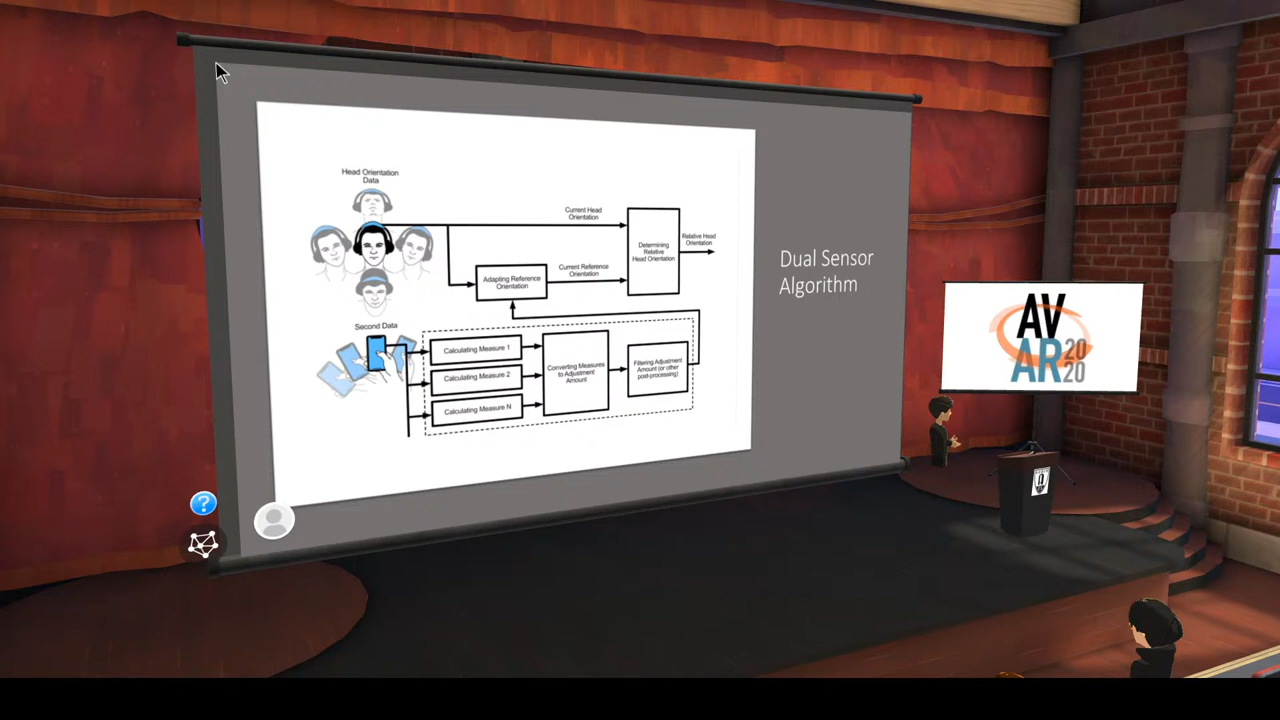 Head Orientation
Data
Current Head
Orientation
Determining
Relative
Head Orientation
Relative Head
Orientation
Adapting Reference
Orientation
Current Reference
Orientation
Second Data
Calculating Measure 1
Calculating Measure 2
Calculating Measure N
Converting Measures
to Adjustment
Amount
Filtering Adjustment
Amount (or other
post-processing)
Dual Sensor
Algorithm
AV
AR
20
20
?